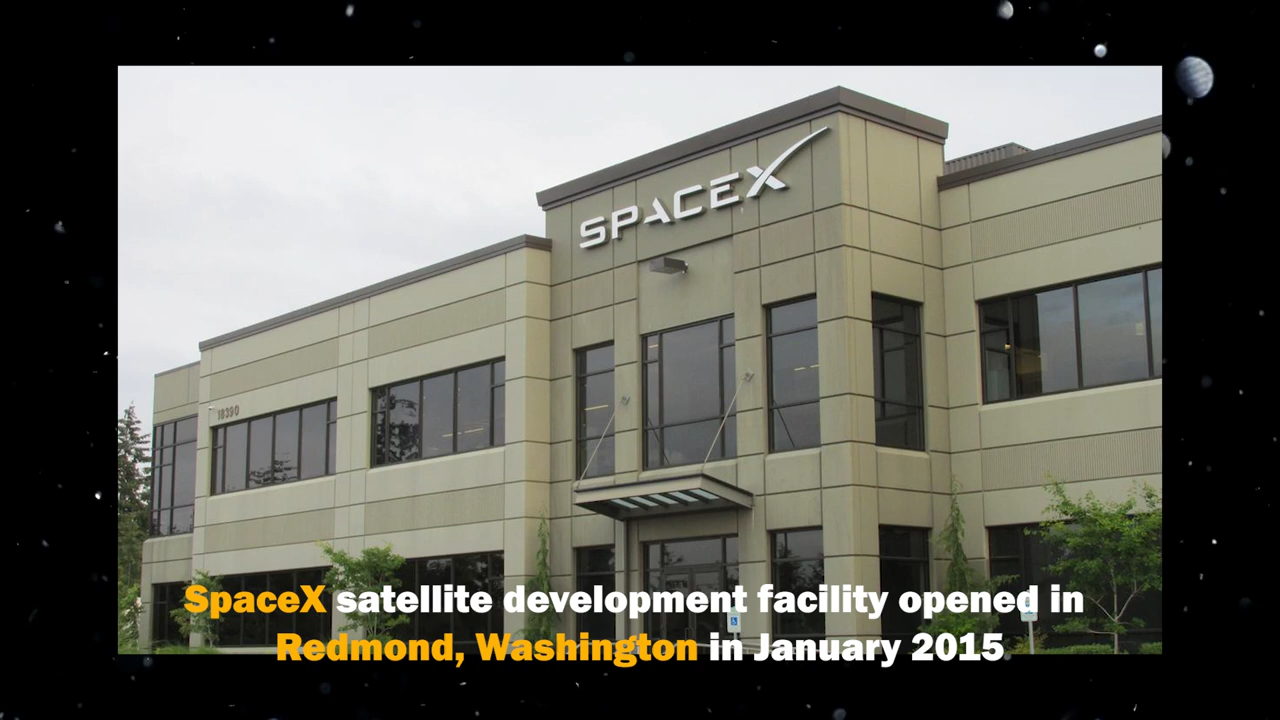 SPACEX
18390
SpaceX satellite development facility opened in
Redmond, Washington in January 2015